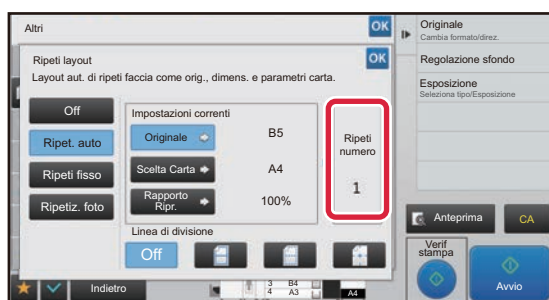 Altri
OK
Ripeti layout
OK
Layout aut. di ripeti faccia come orig., dimens. e parametri carta.
Off
Ripet. auto
Ripeti fisso
Ripetiz. foto
Impostazioni correnti
Originale
B5
Scelta Carta
A4
Rapporto
Ripr.
100%
Ripeti
numero
1
Linea di divisione
Off
Indietro
3 B4
4 A3
A4
Originale
Cambia formato/direz.
Regolazione sfondo
Esposizione
Seleziona tipo/Esposizione
Anteprima
CA
Verif
stampa
Avvio